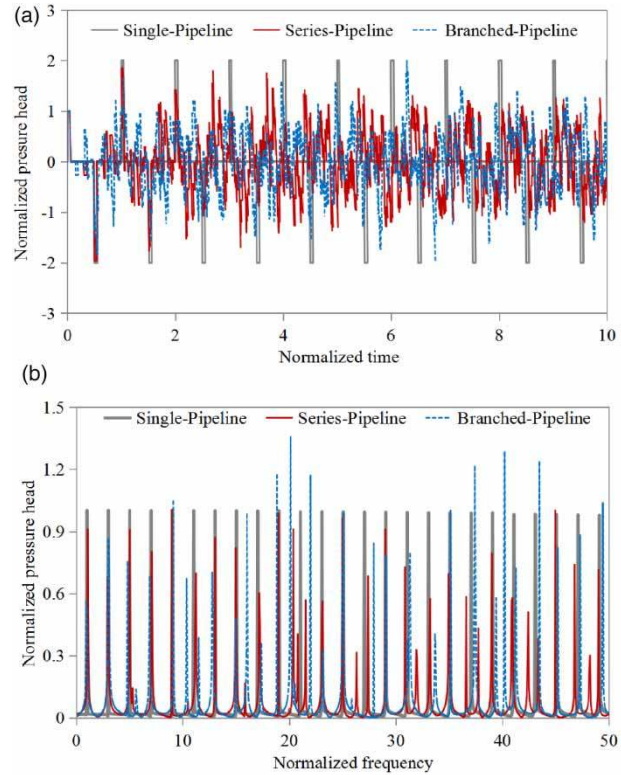 (a)
Single-Pipeline Series-Pipeline Branched-Pipeline
3
2
1
0
-1
-2
-3
Normalized presure head
0 2 4 6 8 10
Normalized time
(b)
Single-Pipeline Series-Pipeline Branched-Pipeline
1.5
1.2
0.9
0.6
0.3
0
Normalized pressure head
0 10 20 30 40 50
Normalized frequency